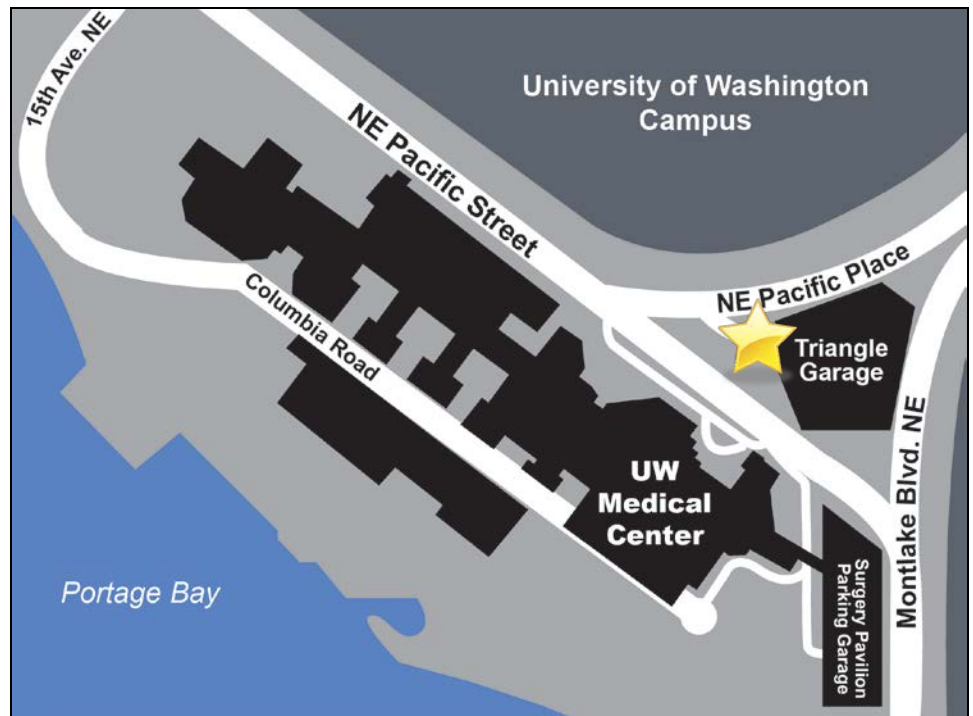 15th Ave. NE
University of Washington
Campus
NE Pacific Street
NE Pacific Place
Columbia Road
Triangle
Garage
Montlake Blvd. NE
UW
Medical
Center
Surgery Pavilion
Parking Garage
Portage Bay